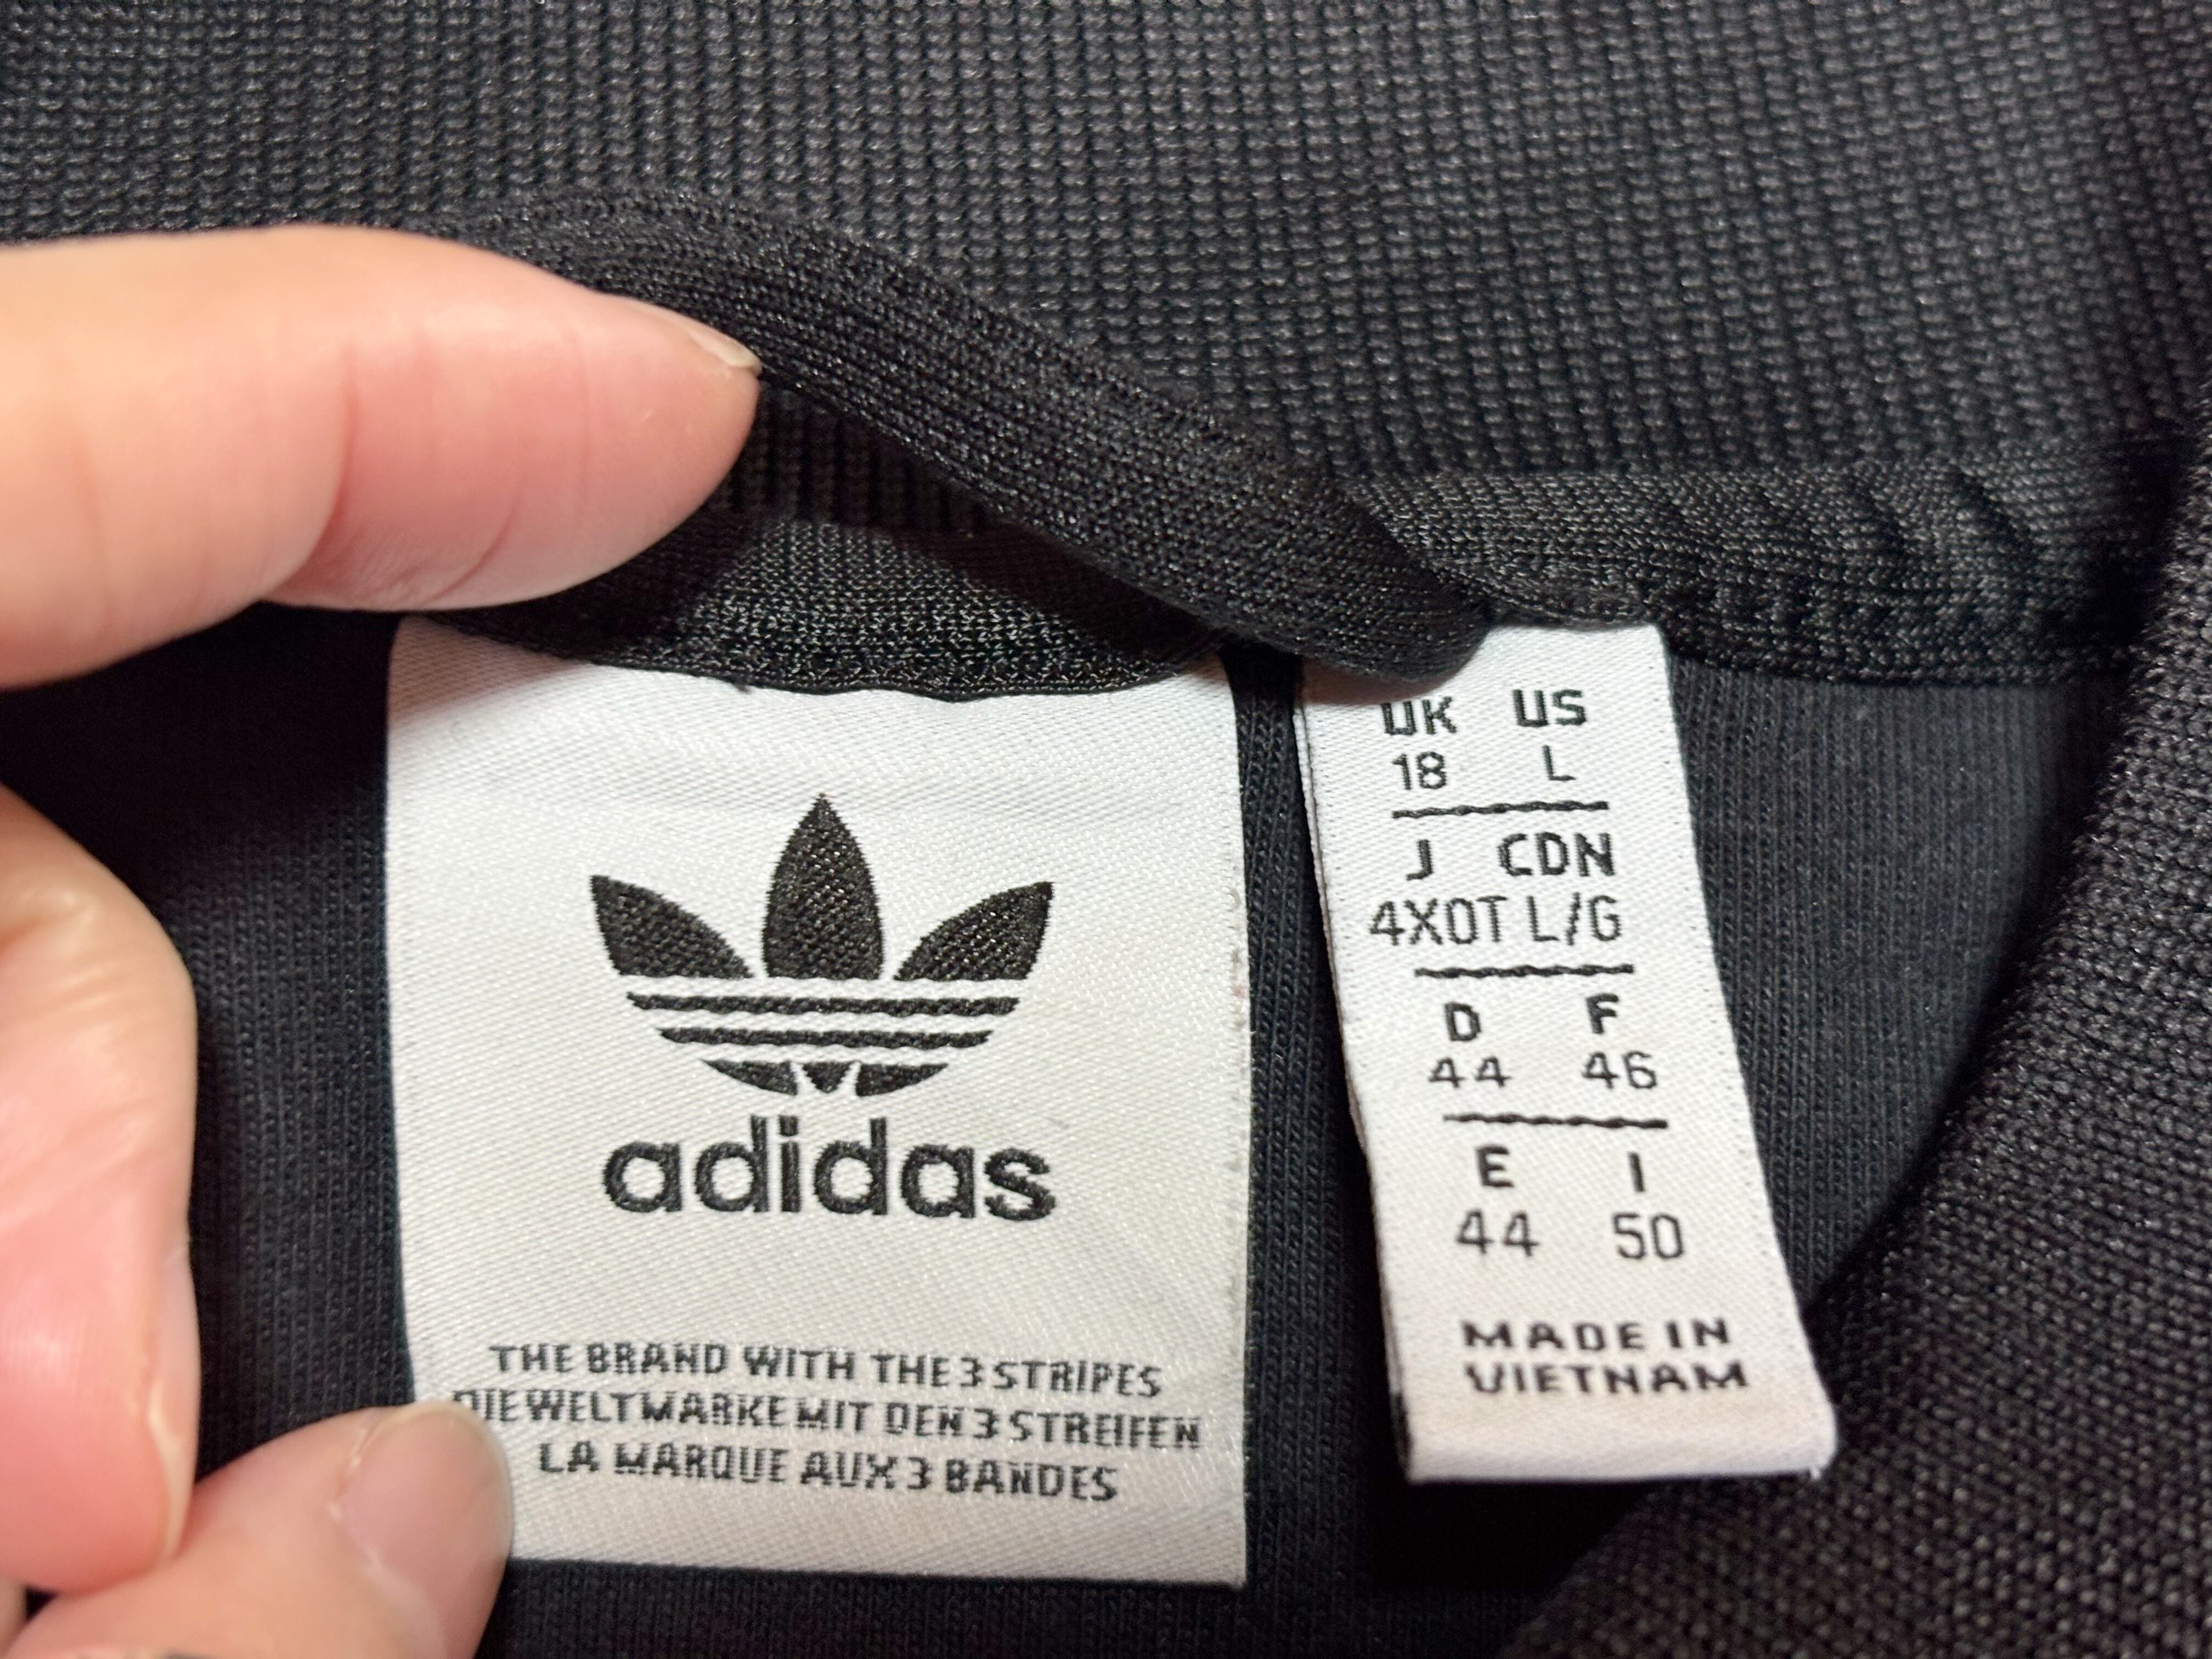 adidas
THE BRAND WITH THE 3 STRIPES
DIE WELTMARKE MIT DEN 3 STREIFEN
LA MARQUE AUX 3 BANDES
UK US
18 L
J CDN
4XOT L/G
D F
44 46
E I
44 50
MADE IN
VIETNAM